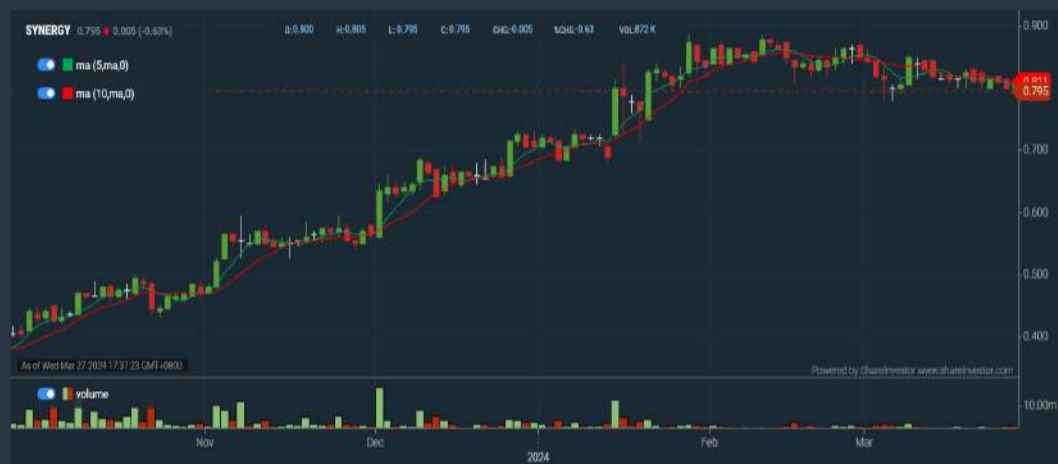 SYNERGY 0.795 0.005 (-0.63%) O:0.800 H:0.805 L:0.795 C:0.795 CHG:-0.005 %CHG:-0.63 VOL:872 K
ma (5,ma,0)
ma (10,ma,0)
0.900
0.811
0.795
0.700
0.600
0.500
0.400
As of Wed Mar 27 2024 17:37:23 GMT+0800
Powered by ShareInvestor www.shareinvestor.com
volume
10.00m
Nov Dec Feb Mar
2024